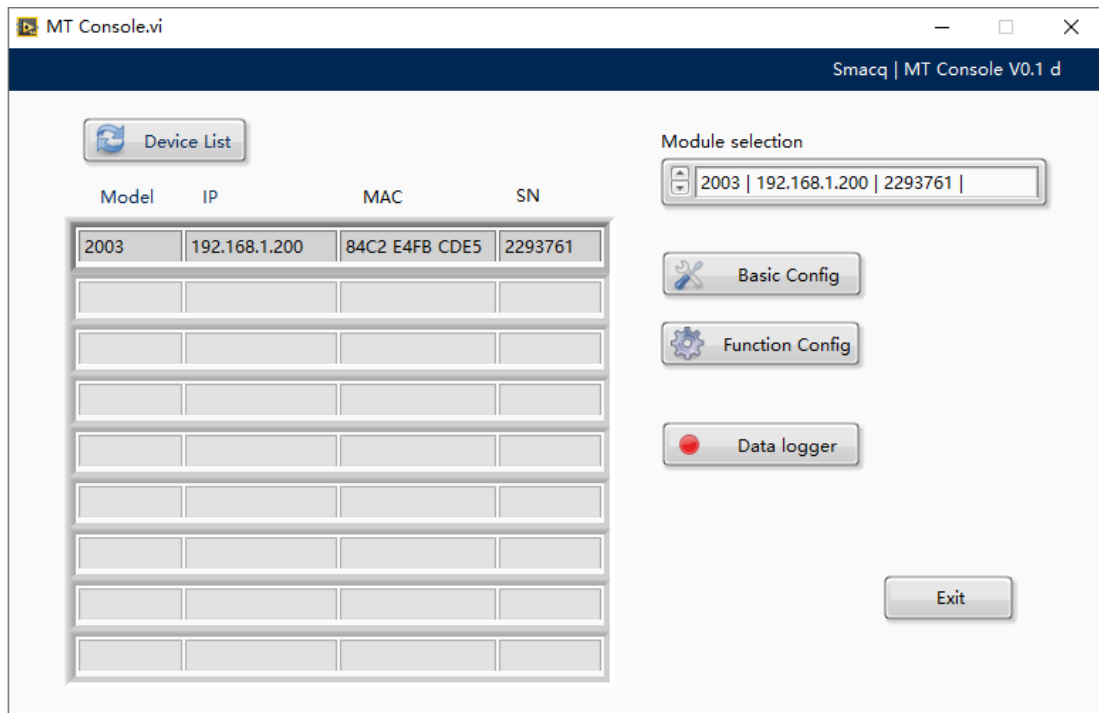 MT Console.vi
Smacq | MT Console V0.1 d
Device List
Module selection
2003 | 192.168.1.200 | 2293761 |
Model IP MAC SN
2003 192.168.1.200 84C2 E4FB CDE5 2293761
Basic Config
Function Config
Data logger
Exit